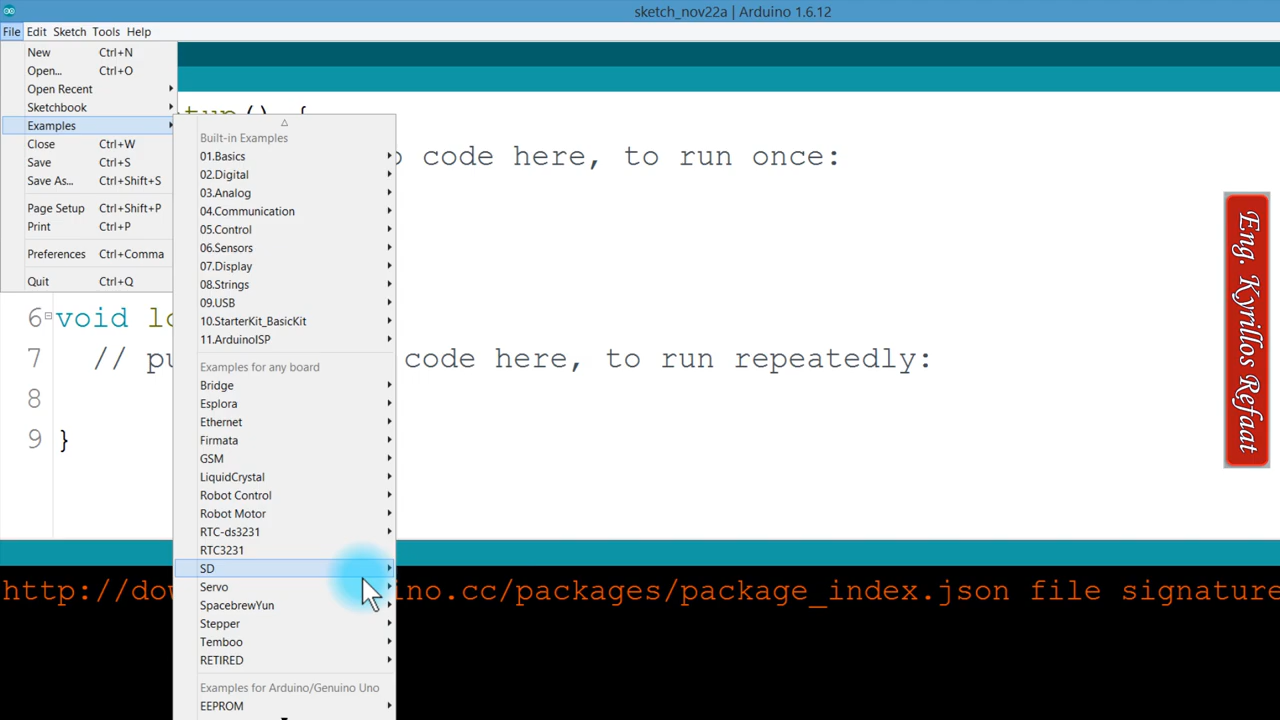 sketch_nov22a | Arduino 1.6.12
File Edit Sketch Tools Help
New Ctrl+N
Open... Ctrl+O
Open Recent
Sketchbook
Examples
Close Ctrl+W
Save Ctrl+S
Save As... Ctrl+Shift+S
Page Setup Ctrl+Shift+P
Print Ctrl+P
Preferences Ctrl+Comma
Quit Ctrl+Q
Built-in Examples
01.Basics
02.Digital
03.Analog
04.Communication
05.Control
06.Sensors
07.Display
08.Strings
09.USB
10.StarterKit_BasicKit
11.ArduinoISP
Examples for any board
Bridge
Esplora
Ethernet
Firmata
GSM
LiquidCrystal
Robot Control
Robot Motor
RTC-ds3231
RTC3231
SD
Servo
SpacebrewYun
Stepper
Temboo
RETIRED
Examples for Arduino/Genuino Uno
EEPROM
() {
code here, to run once:
6 void lo
7 // pu code here, to run repeatedly:
8
9 }
http://do ino.cc/packages/package_index.json file signature
Eng. Kyrillos Refaat